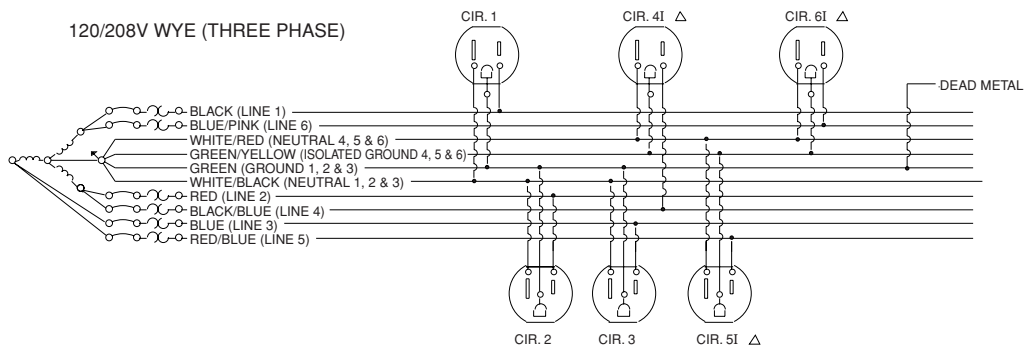 CIR. 1
CIR. 4I △
CIR. 6I △
120/208V WYE (THREE PHASE)
DEAD METAL
BLACK (LINE 1)
BLUE/PINK (LINE 6)
WHITE/RED (NEUTRAL 4, 5 & 6)
GREEN/YELLOW (ISOLATED GROUND 4, 5 & 6)
GREEN (GROUND 1, 2 & 3)
WHITE/BLACK (NEUTRAL 1, 2 & 3)
RED (LINE 2)
BLACK/BLUE (LINE 4)
BLUE (LINE 3)
RED/BLUE (LINE 5)
CIR. 2
CIR. 3
CIR. 5I △